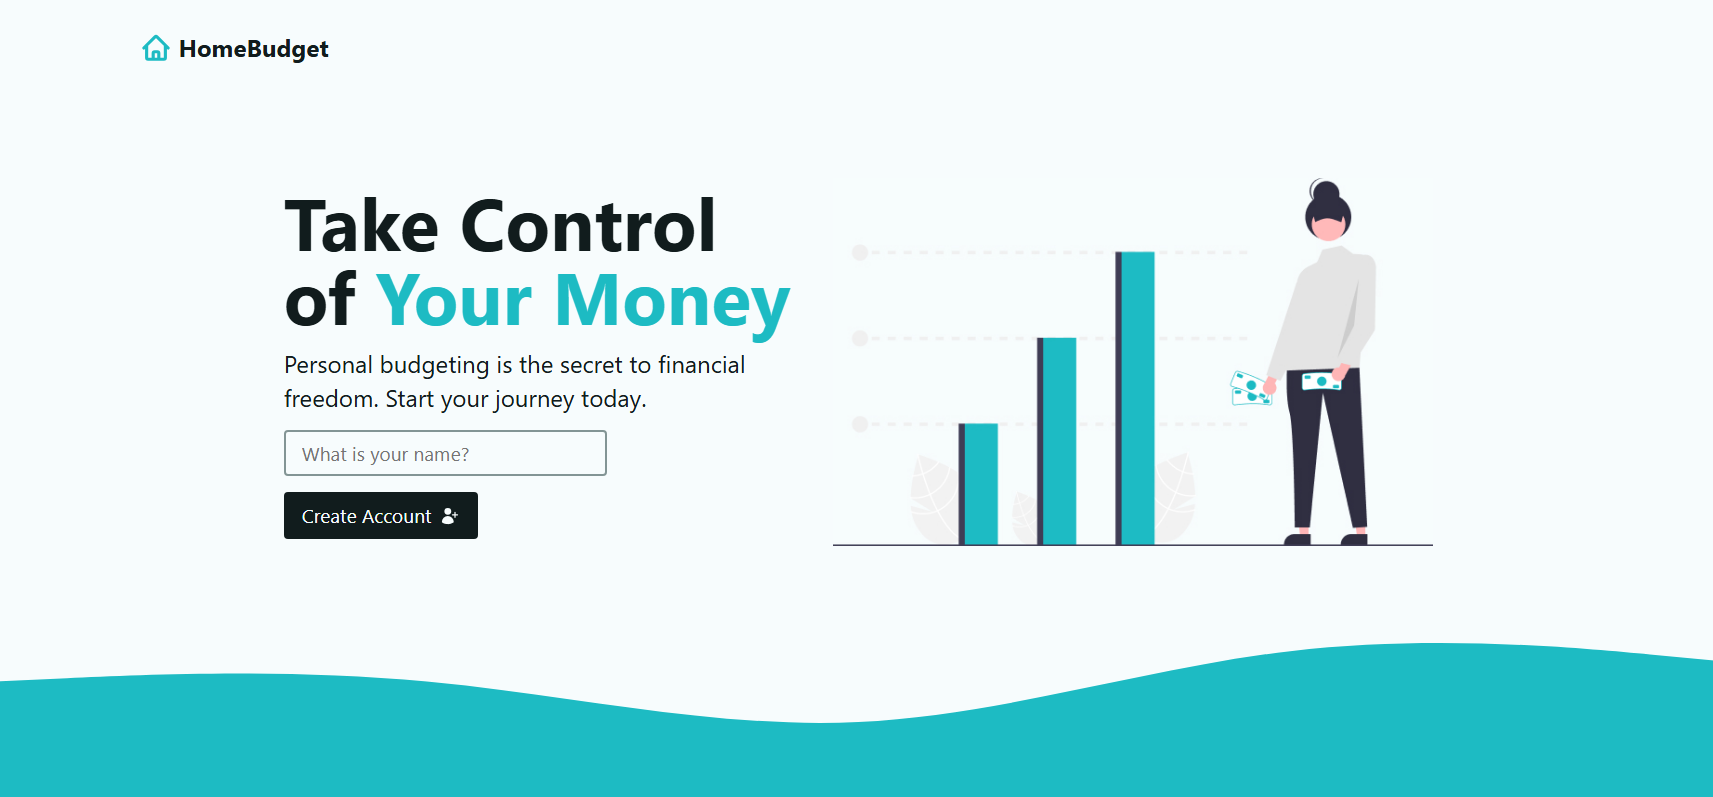 HomeBudget
Take Control
of Your Money
Personal budgeting is the secret to financial
freedom. Start your journey today.
What is your name?
Create Account